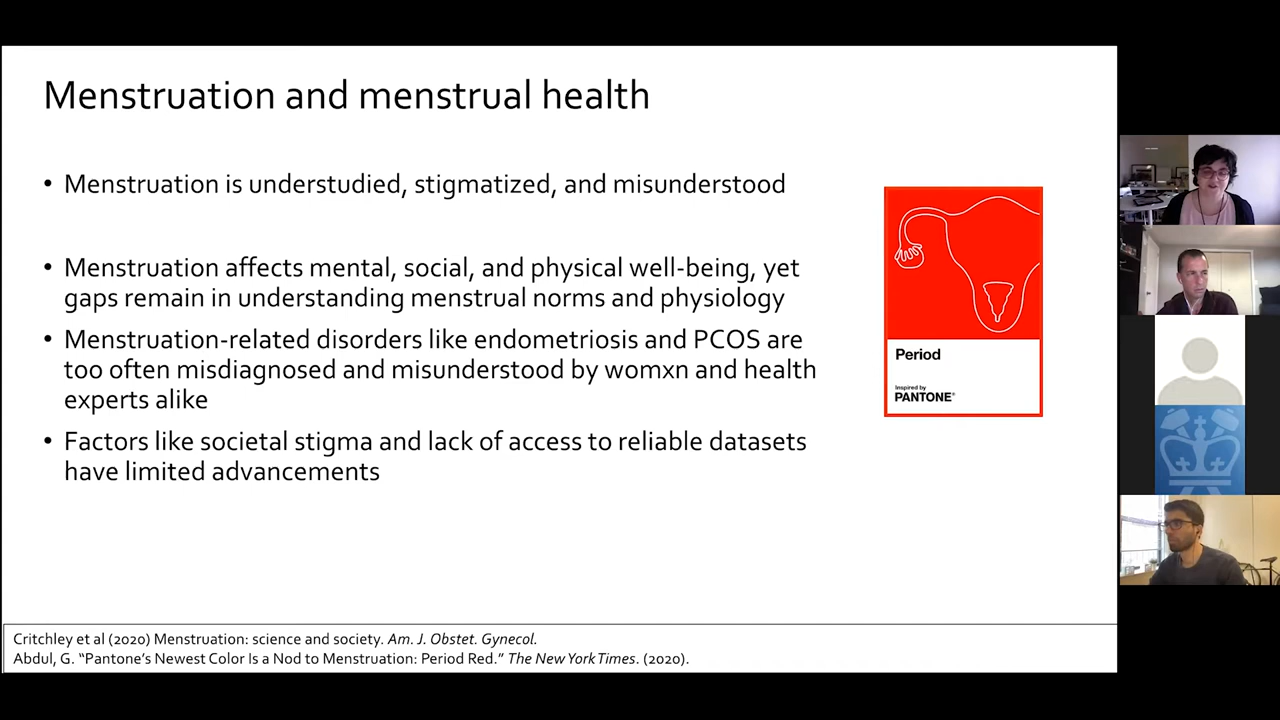 Menstruation and menstrual health
• Menstruation is understudied, stigmatized, and misunderstood
• Menstruation affects mental, social, and physical well-being, yet
gaps remain in understanding menstrual norms and physiology
• Menstruation-related disorders like endometriosis and PCOS are
too often misdiagnosed and misunderstood by womxn and health
experts alike
• Factors like societal stigma and lack of access to reliable datasets
have limited advancements
Period
Inspired by
PANTONE®
Critchley et al (2020) Menstruation: science and society. Am. J. Obstet. Gynecol.
Abdul, G. “Pantone’s Newest Color Is a Nod to Menstruation: Period Red.” The New York Times. (2020).